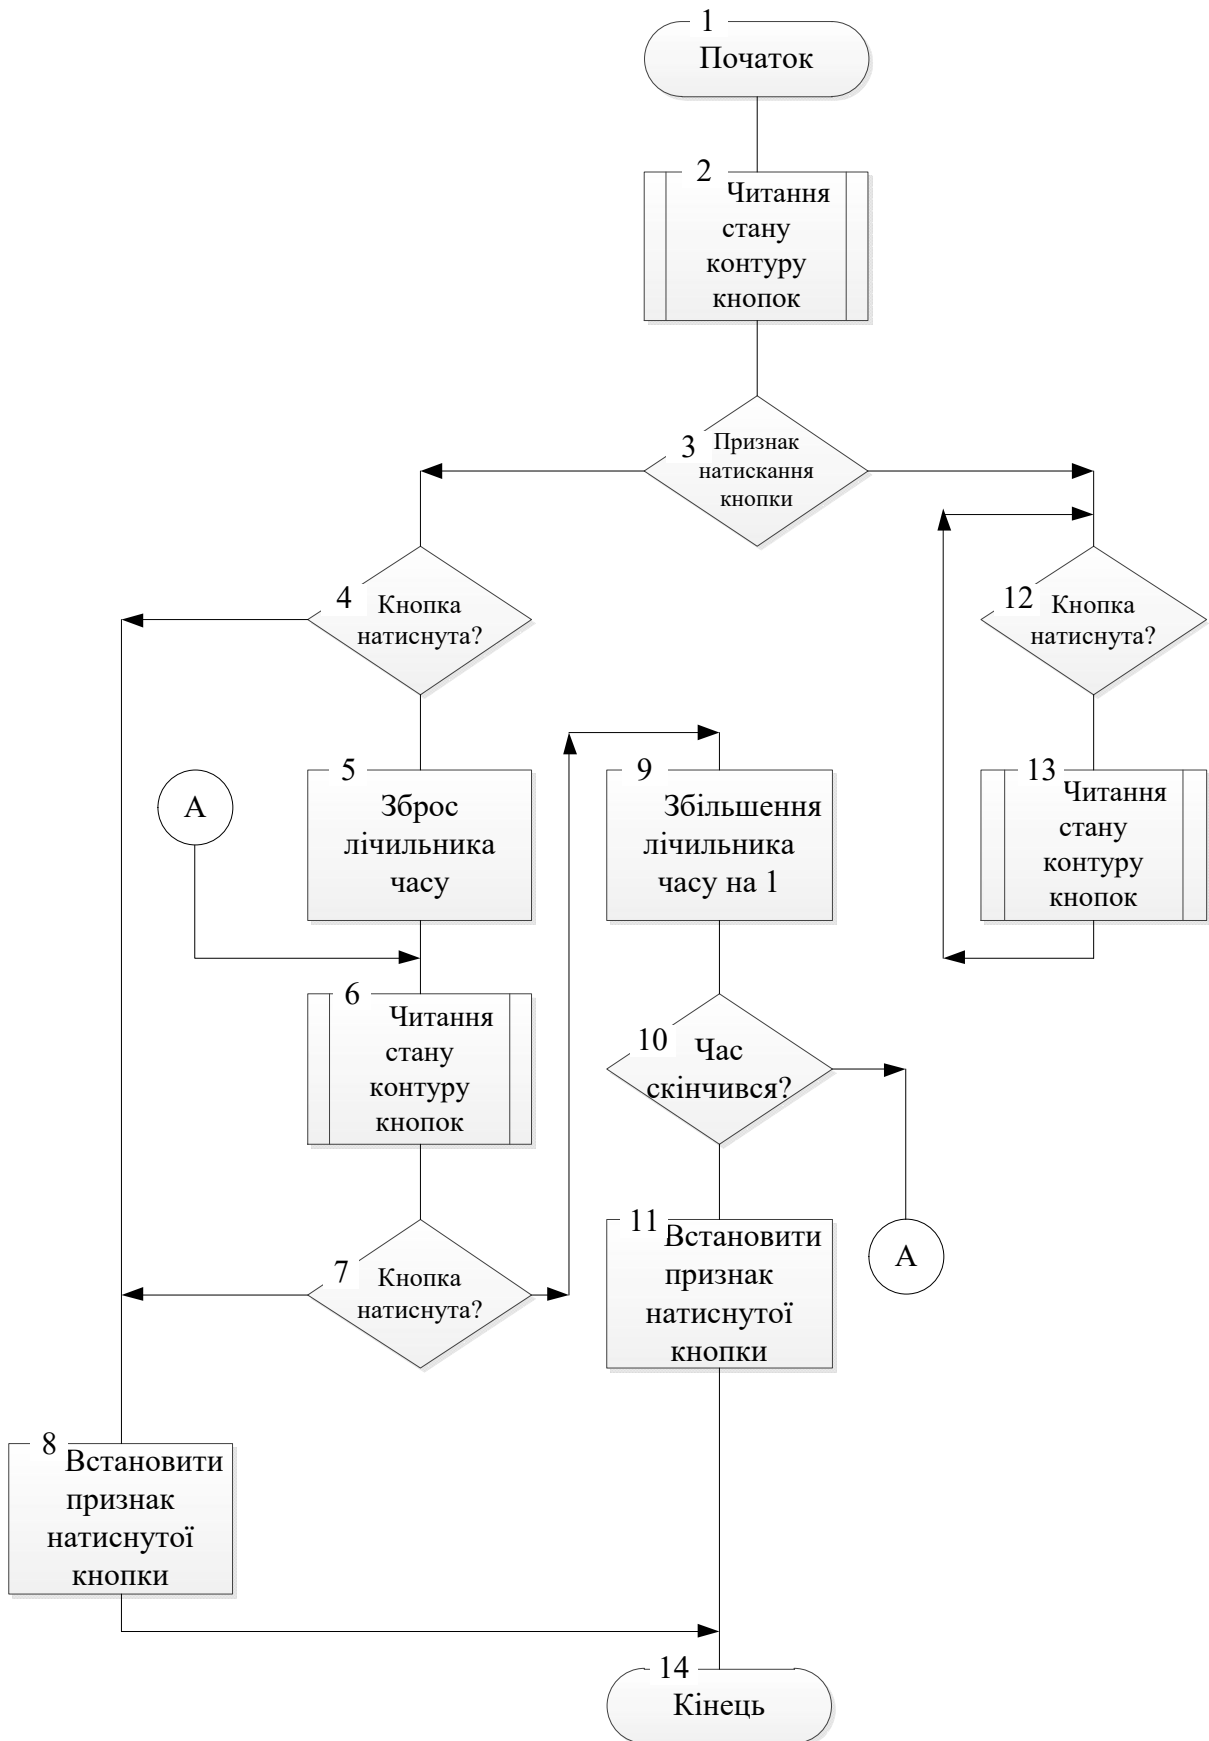 1
Початок
2
Читання
стану
контуру
кнопок
3
Признак
натискання
кнопки
4
Кнопка
натиснута?
12
Кнопка
натиснута?
5
Зброс
лічильника
часу
A
9
Збільшення
лічильника
часу на 1
13
Читання
стану
контуру
кнопок
6
Читання
стану
контуру
кнопок
10
Час
скінчився?
7
Кнопка
натиснута?
11
Встановити
признак
натиснутої
кнопки
A
8
Встановити
признак
натиснутої
кнопки
14
Кінець